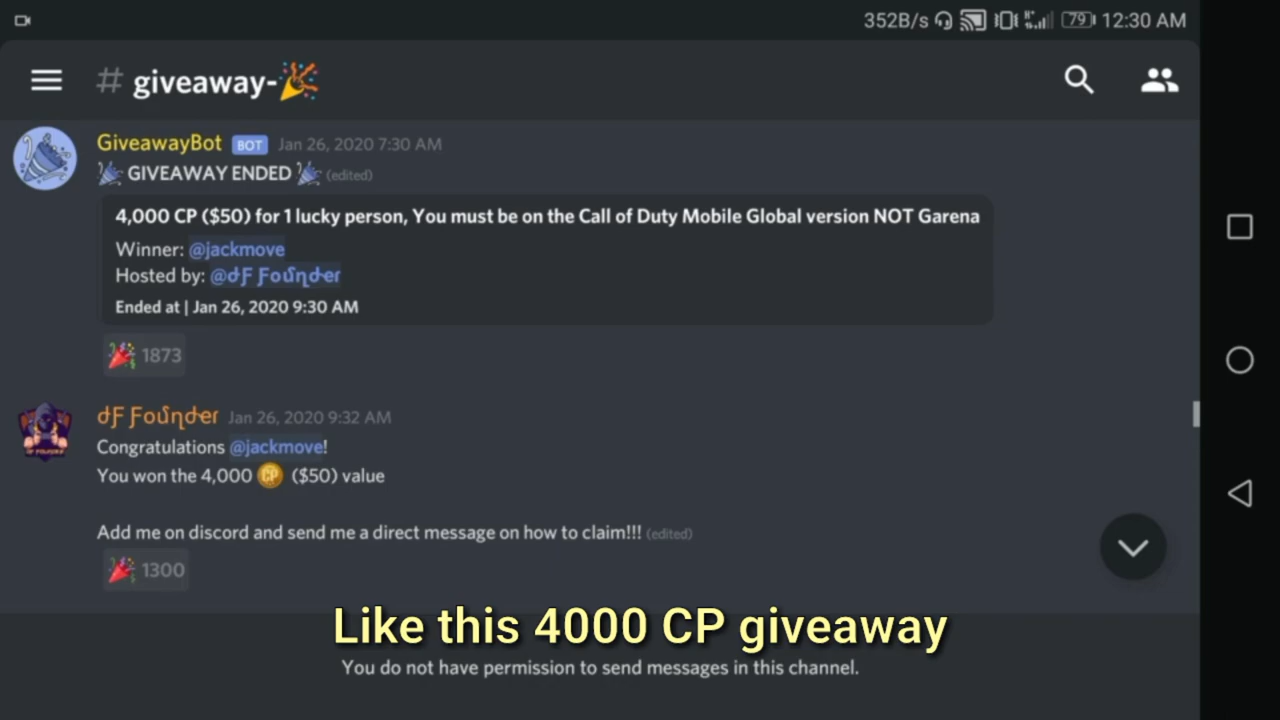 352B/s 79 12:30 AM
# giveaway-🎉
GiveawayBot BOT Jan 26, 2020 7:30 AM
🎉 GIVEAWAY ENDED 🎉 (edited)
4,000 CP ($50) for 1 lucky person, You must be on the Call of Duty Mobile Global version NOT Garena
Winner: @jackmove
Hosted by: @ԺF Founder
Ended at | Jan 26, 2020 9:30 AM
🎉 1873
ԺF Founder Jan 26, 2020 9:32 AM
Congratulations @jackmove!
You won the 4,000 CP ($50) value
Add me on discord and send me a direct message on how to claim!!! (edited)
🎉 1300
Like this 4000 CP giveaway
You do not have permission to send messages in this channel.